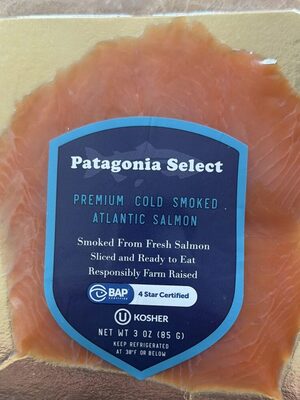 Patagonia Select
PREMIUM COLD SMOKED
ATLANTIC SALMON
Smoked From Fresh Salmon
Sliced and Ready to Eat
Responsibly Farm Raised
BAP CERTIFIED 4 Star Certified
U KOSHER
NET WT 3 OZ (85 G)
KEEP REFRIGERATED
AT 38°F OR BELOW